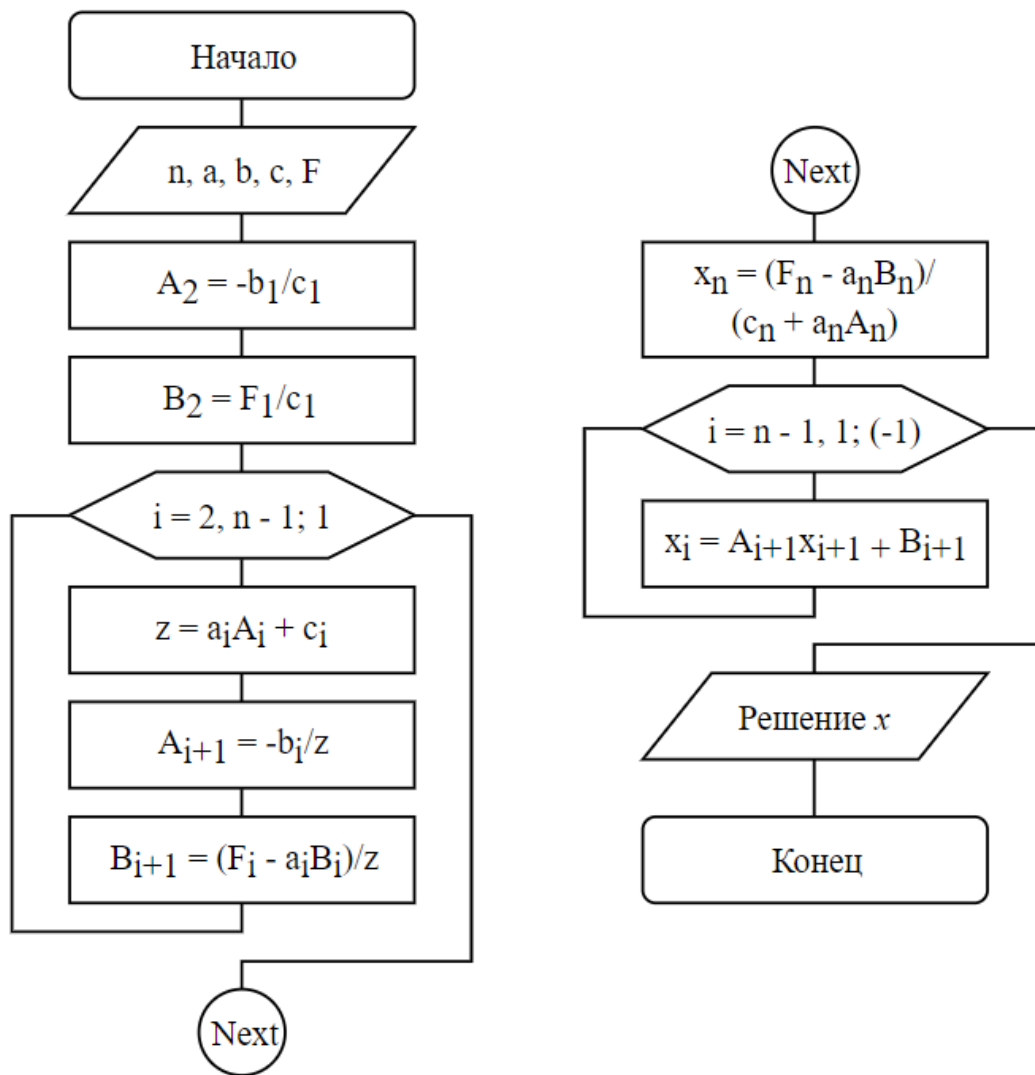 Начало
n, a, b, c, F
A₂ = -b₁/c₁
B₂ = F₁/c₁
i = 2, n - 1; 1
z = aᵢAᵢ + cᵢ
Aᵢ₊₁ = -bᵢ/z
Bᵢ₊₁ = (Fᵢ - aᵢBᵢ)/z
Next
Next
xₙ = (Fₙ - aₙBₙ)/
(cₙ + aₙAₙ)
i = n - 1, 1; (-1)
xᵢ = Aᵢ₊₁xᵢ₊₁ + Bᵢ₊₁
Решение x
Конец